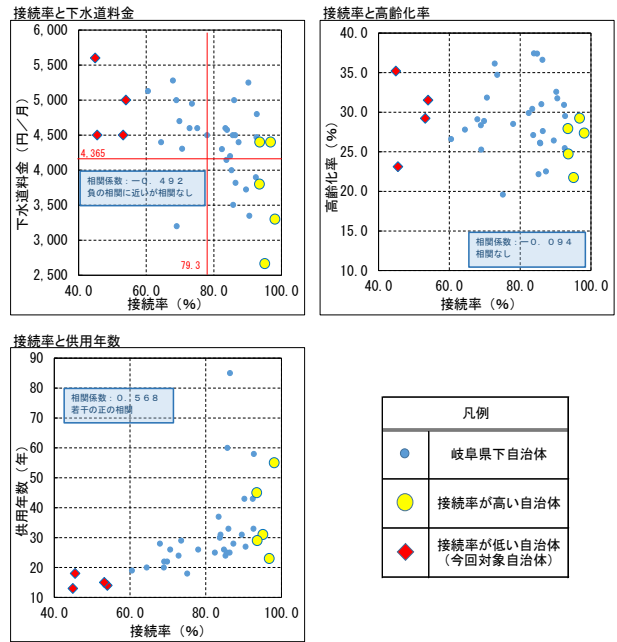 接続率と下水道料金
6,000
5,500
5,000
4,500
4,000
3,500
3,000
2,500
下水道料金（円／月）
4.365
相関係数：－０．４９２
負の相関に近いが相関なし
79.3
40.0 60.0 80.0 100.0
接続率（%）
接続率と高齢化率
40.0
35.0
30.0
25.0
20.0
15.0
10.0
高齢化率（%）
相関係数：－０．０９４
相関なし
40.0 60.0 80.0 100.0
接続率（%）
接続率と供用年数
90
80
70
60
50
40
30
20
10
供用年数（年）
相関係数：０．５６８
若干の正の相関
40.0 60.0 80.0 100.0
接続率（%）
凡例
岐阜県下自治体
接続率が高い自治体
接続率が低い自治体
（今回対象自治体）